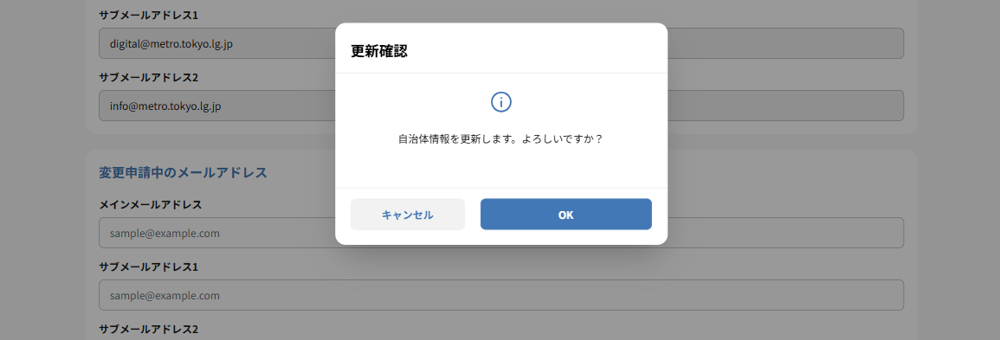 サブメールアドレス1
digital@metro.tokyo.lg.jp
サブメールアドレス2
info@metro.tokyo.lg.jp
更新確認
自治体情報を更新します。よろしいですか？
キャンセル
OK
変更申請中のメールアドレス
メインメールアドレス
sample@example.com
サブメールアドレス1
sample@example.com
サブメールアドレス2